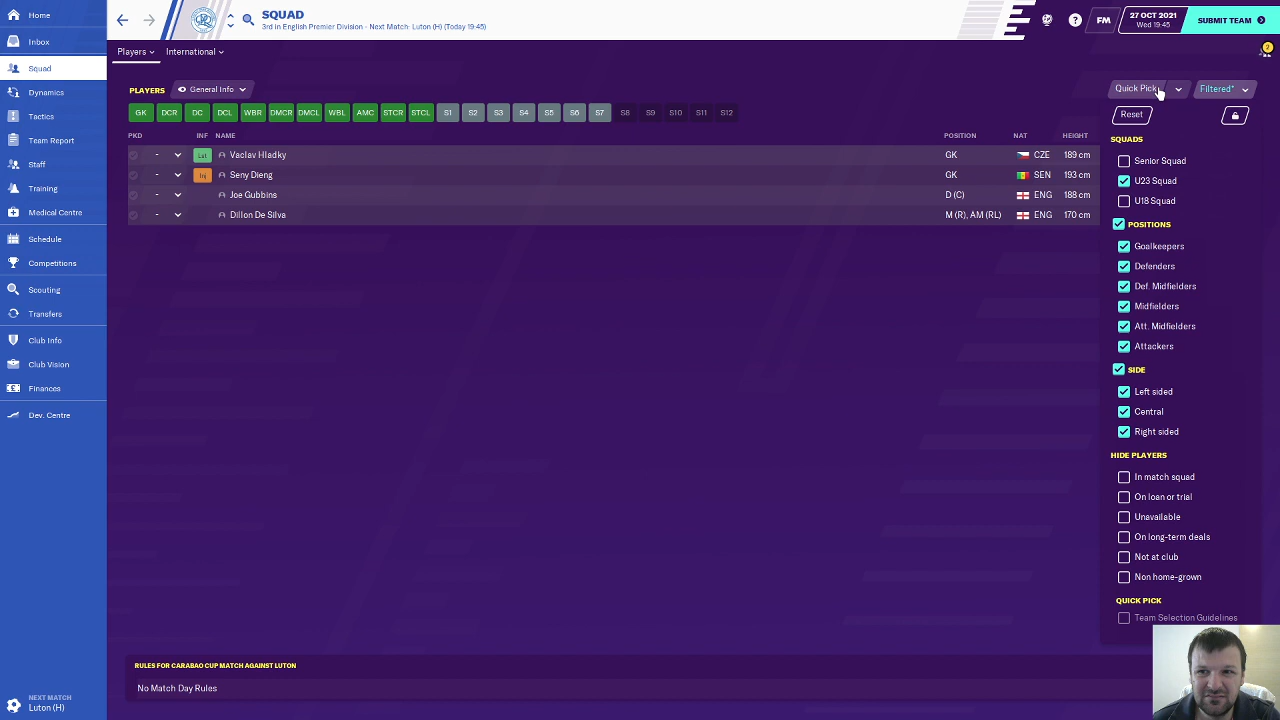 Home
Inbox
Squad
Dynamics
Tactics
Team Report
Staff
Training
Medical Centre
Schedule
Competitions
Scouting
Transfers
Club Info
Club Vision
Finances
Dev. Centre
NEXT MATCH
Luton (H)
SQUAD
3rd in English Premier Division - Next Match: Luton (H) (Today 19:45)
FM
27 OCT 2021
Wed 19:45
SUBMIT TEAM
Players
International
2
PLAYERS
General Info
Quick Pick
Filtered*
GK DCR DC DCL WBR DMCR DMCL WBL AMC STCR STCL S1 S2 S3 S4 S5 S6 S7 S8 S9 S10 S11 S12
PKD INF NAME POSITION NAT HEIGHT
- Lst Vaclav Hladky GK CZE 189 cm
- Inj Seny Dieng GK SEN 193 cm
- Joe Gubbins D (C) ENG 188 cm
- Dillon De Silva M (R), AM (RL) ENG 170 cm
Reset
SQUADS
Senior Squad
U23 Squad
U18 Squad
POSITIONS
Goalkeepers
Defenders
Def. Midfielders
Midfielders
Att. Midfielders
Attackers
SIDE
Left sided
Central
Right sided
HIDE PLAYERS
In match squad
On loan or trial
Unavailable
On long-term deals
Not at club
Non home-grown
QUICK PICK
Team Selection Guidelines
RULES FOR CARABAO CUP MATCH AGAINST LUTON
No Match Day Rules